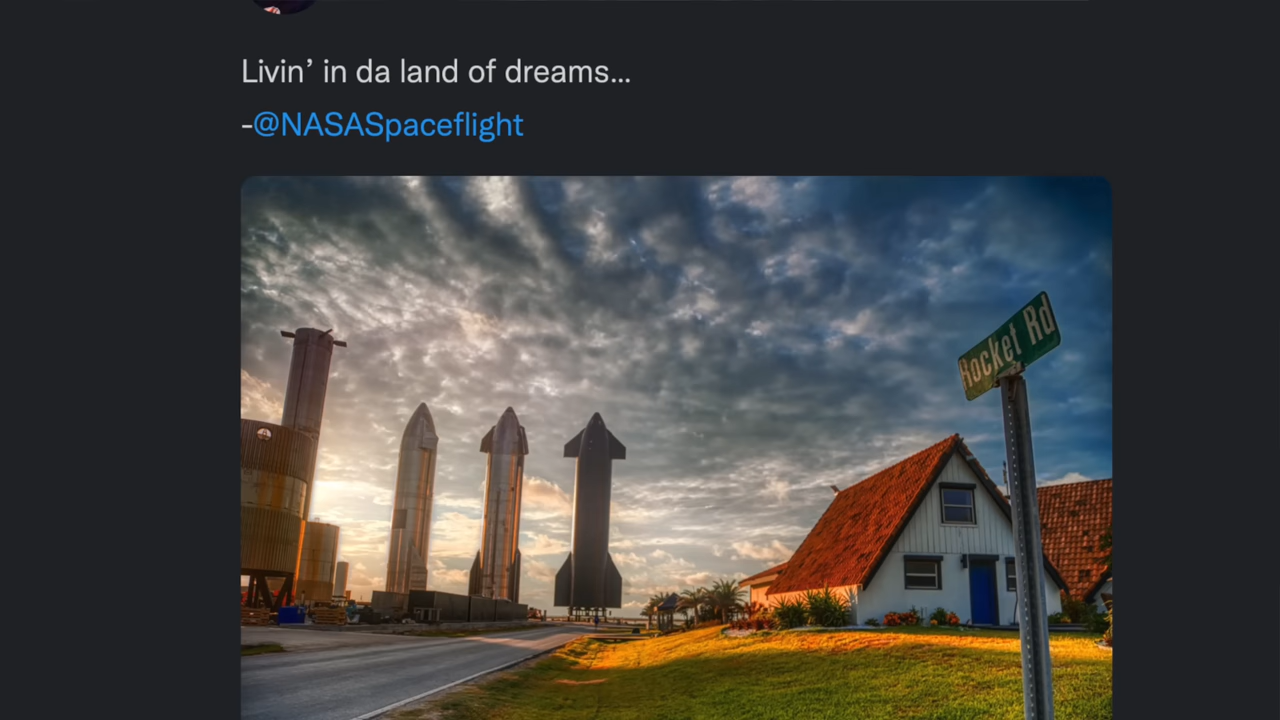 Livin’ in da land of dreams...
-@NASASpaceflight
Rocket Rd